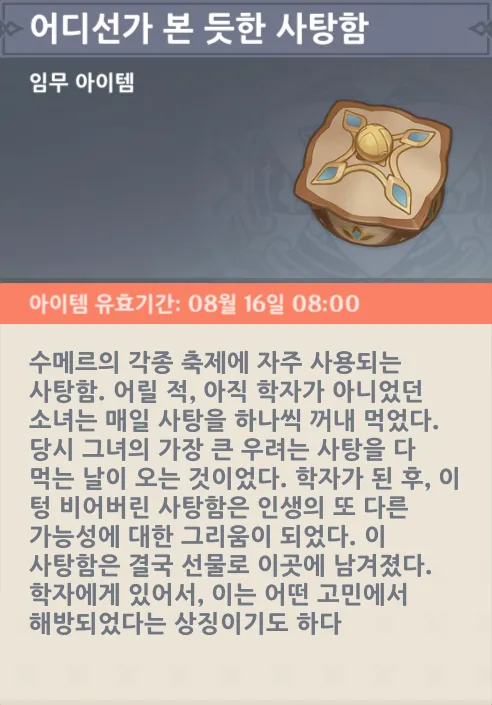 어디선가 본 듯한 사탕함
임무 아이템
아이템 유효기간: 08월 16일 08:00
수메르의 각종 축제에 자주 사용되는
사탕함. 어릴 적, 아직 학자가 아니었던
소녀는 매일 사탕을 하나씩 꺼내 먹었다.
당시 그녀의 가장 큰 우려는 사탕을 다
먹는 날이 오는 것이었다. 학자가 된 후, 이
텅 비어버린 사탕함은 인생의 또 다른
가능성에 대한 그리움이 되었다. 이
사탕함은 결국 선물로 이곳에 남겨졌다.
학자에게 있어서, 이는 어떤 고민에서
해방되었다는 상징이기도 하다